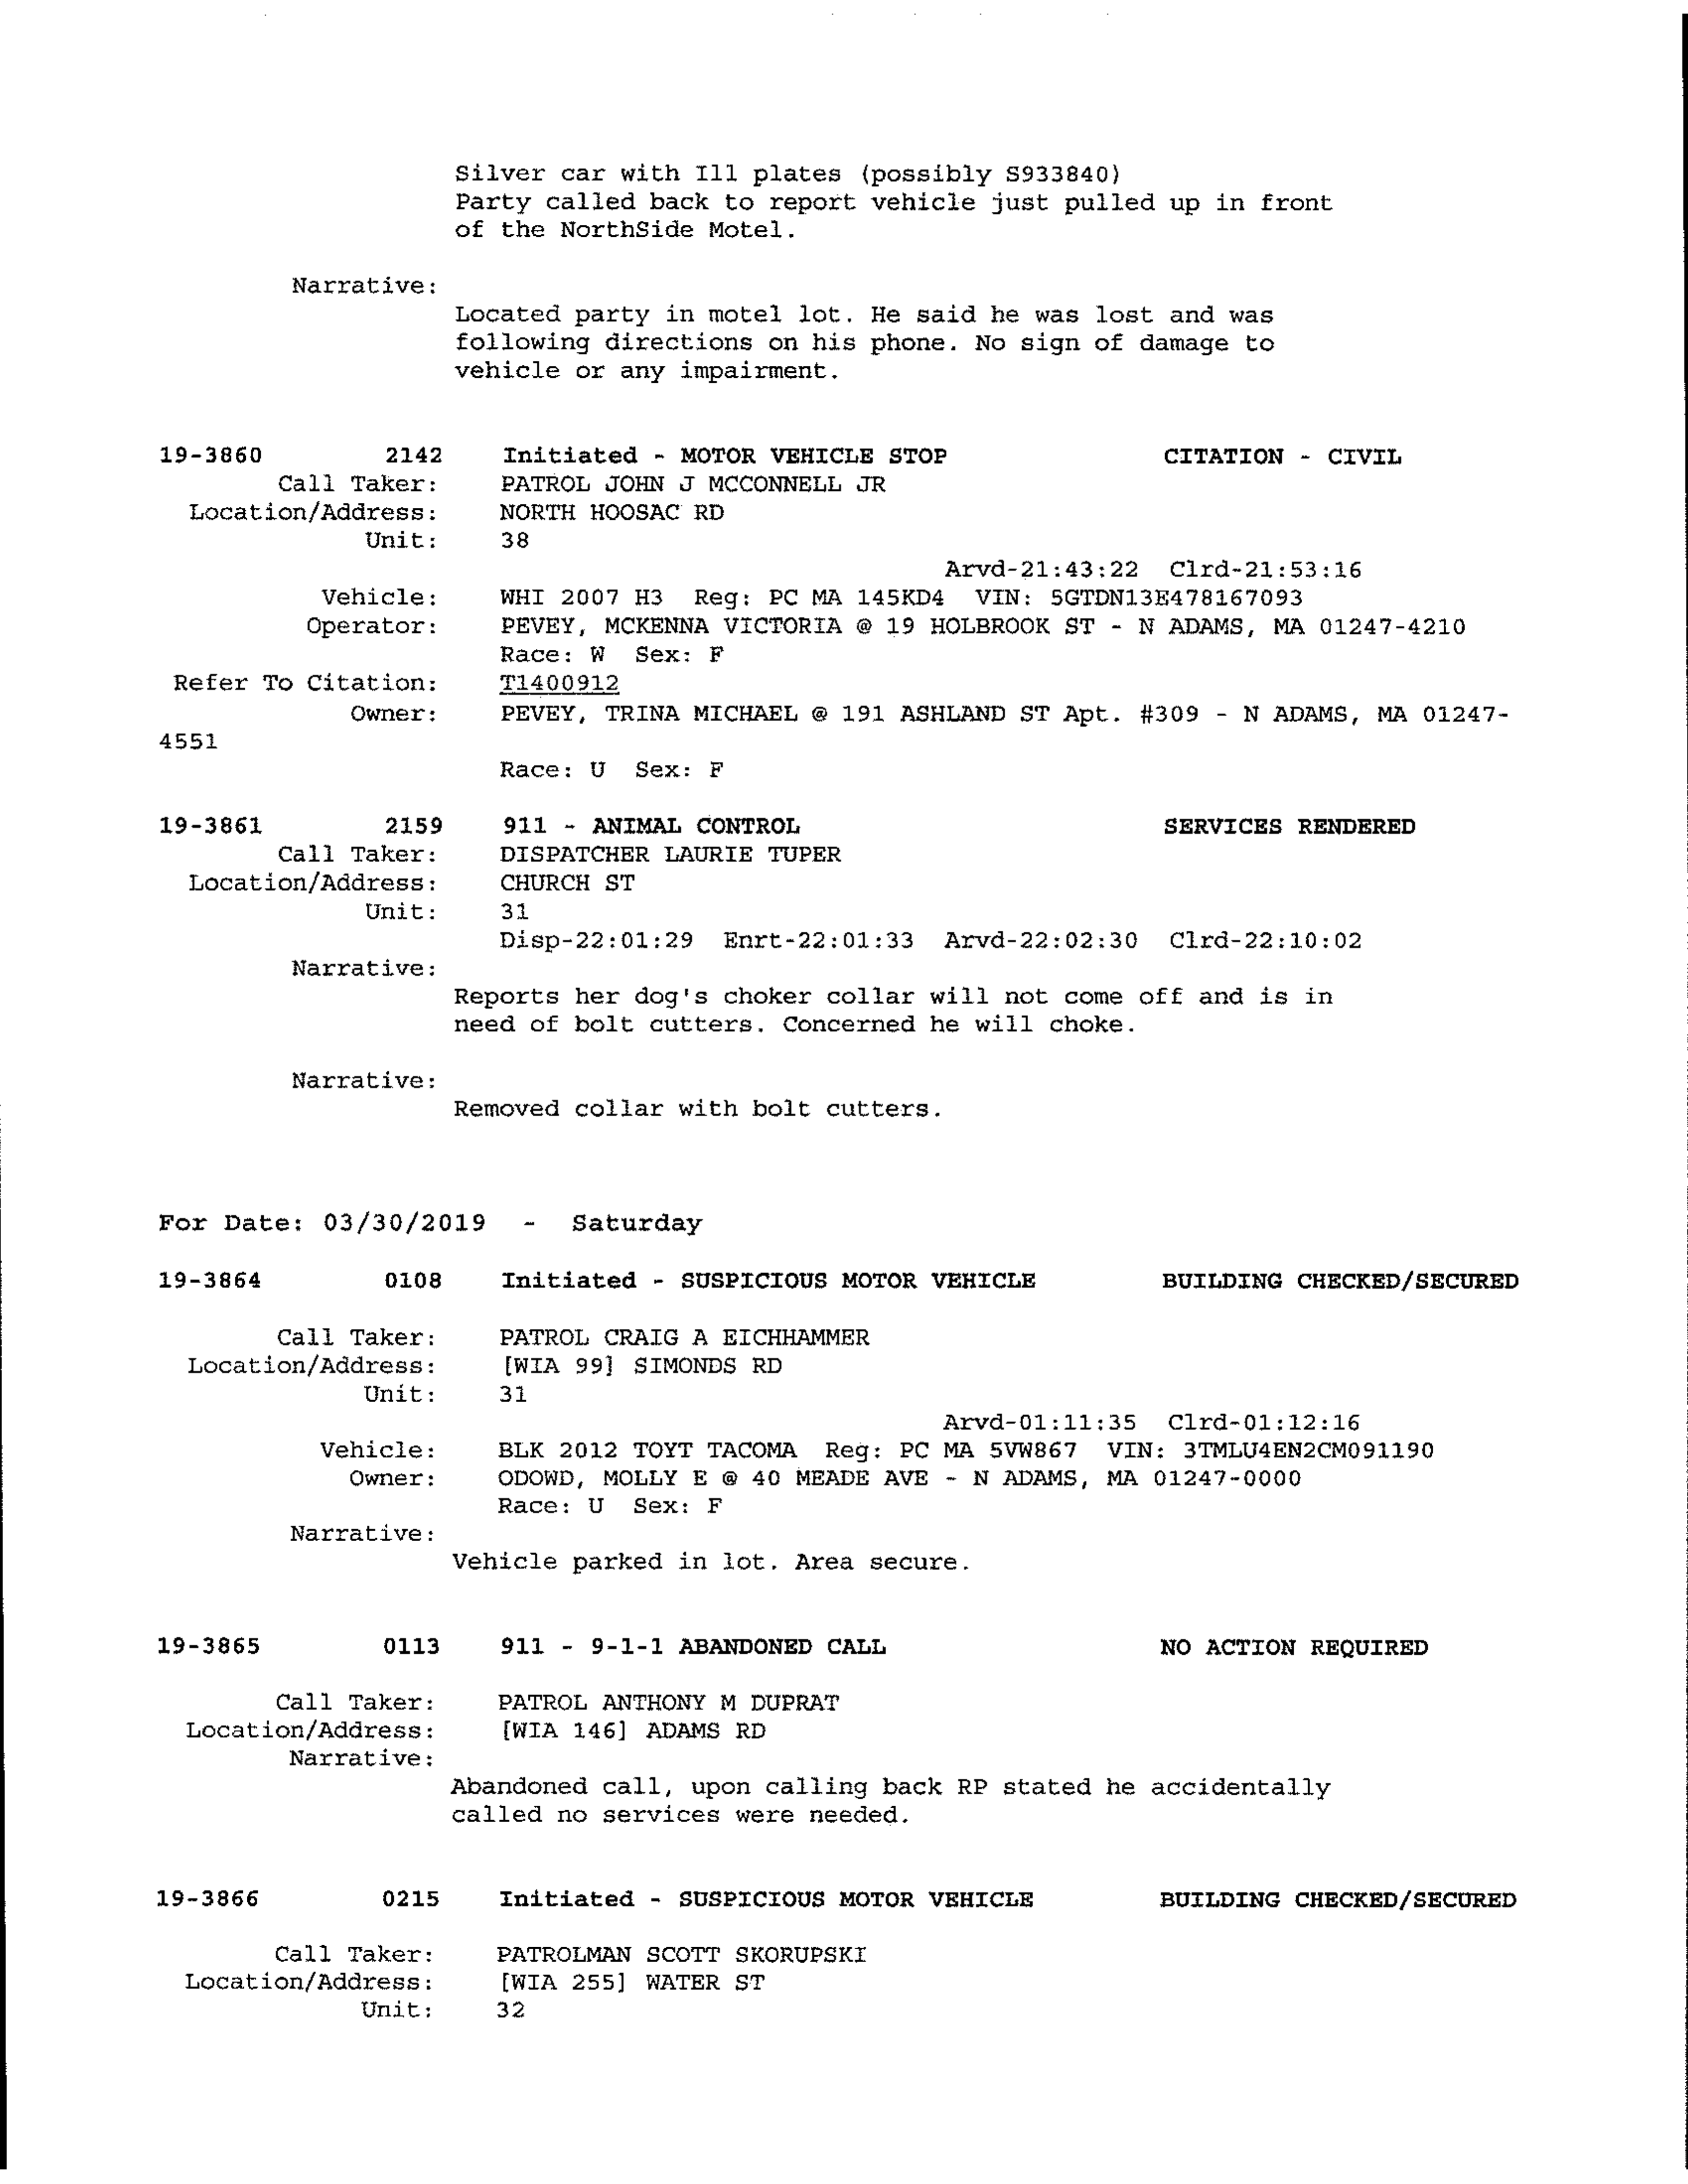 Silver car with Ill plates (possibly S933840)
Party called back to report vehicle just pulled up in front
of the NorthSide Motel.
Narrative:
Located party in motel lot. He said he was lost and was
following directions on his phone. No sign of damage to
vehicle or any impairment.
19-3860 2142 Initiated - MOTOR VEHICLE STOP CITATION - CIVIL
Call Taker: PATROL JOHN J MCCONNELL JR
Location/Address: NORTH HOOSAC RD
Unit: 38
Arvd-21:43:22 Clrd-21:53:16
Vehicle: WHI 2007 H3 Reg: PC MA 145KD4 VIN: 5GTDN13E478167093
Operator: PEVEY, MCKENNA VICTORIA @ 19 HOLBROOK ST - N ADAMS, MA 01247-4210
Race: W Sex: F
Refer To Citation: T1400912
Owner: PEVEY, TRINA MICHAEL @ 191 ASHLAND ST Apt. #309 - N ADAMS, MA 01247-
4551
Race: U Sex: F
19-3861 2159 911 - ANIMAL CONTROL SERVICES RENDERED
Call Taker: DISPATCHER LAURIE TUPER
Location/Address: CHURCH ST
Unit: 31
Disp-22:01:29 Enrt-22:01:33 Arvd-22:02:30 Clrd-22:10:02
Narrative:
Reports her dog's choker collar will not come off and is in
need of bolt cutters. Concerned he will choke.
Narrative:
Removed collar with bolt cutters.
For Date: 03/30/2019 - Saturday
19-3864 0108 Initiated - SUSPICIOUS MOTOR VEHICLE BUILDING CHECKED/SECURED
Call Taker: PATROL CRAIG A EICHHAMMER
Location/Address: [WIA 99] SIMONDS RD
Unit: 31
Arvd-01:11:35 Clrd-01:12:16
Vehicle: BLK 2012 TOYT TACOMA Reg: PC MA 5VW867 VIN: 3TMLU4EN2CM091190
Owner: ODOWD, MOLLY E @ 40 MEADE AVE - N ADAMS, MA 01247-0000
Race: U Sex: F
Narrative:
Vehicle parked in lot. Area secure.
19-3865 0113 911 - 9-1-1 ABANDONED CALL NO ACTION REQUIRED
Call Taker: PATROL ANTHONY M DUPRAT
Location/Address: [WIA 146] ADAMS RD
Narrative:
Abandoned call, upon calling back RP stated he accidentally
called no services were needed.
19-3866 0215 Initiated - SUSPICIOUS MOTOR VEHICLE BUILDING CHECKED/SECURED
Call Taker: PATROLMAN SCOTT SKORUPSKI
Location/Address: [WIA 255] WATER ST
Unit: 32